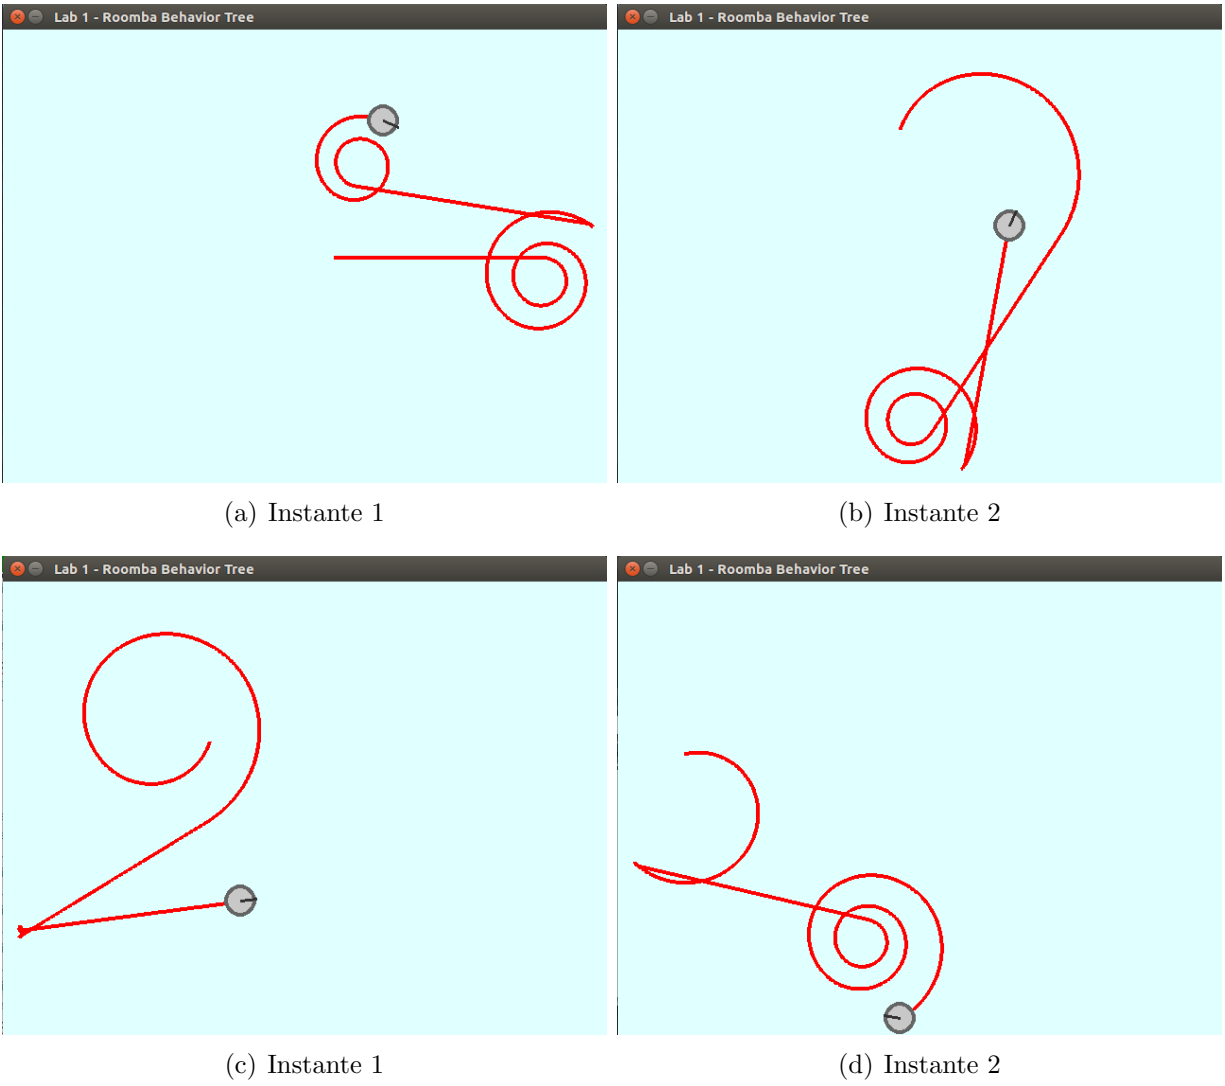 Lab 1 - Roomba Behavior Tree
Lab 1 - Roomba Behavior Tree
(a) Instante 1
(b) Instante 2
Lab 1 - Roomba Behavior Tree
Lab 1 - Roomba Behavior Tree
(c) Instante 1
(d) Instante 2